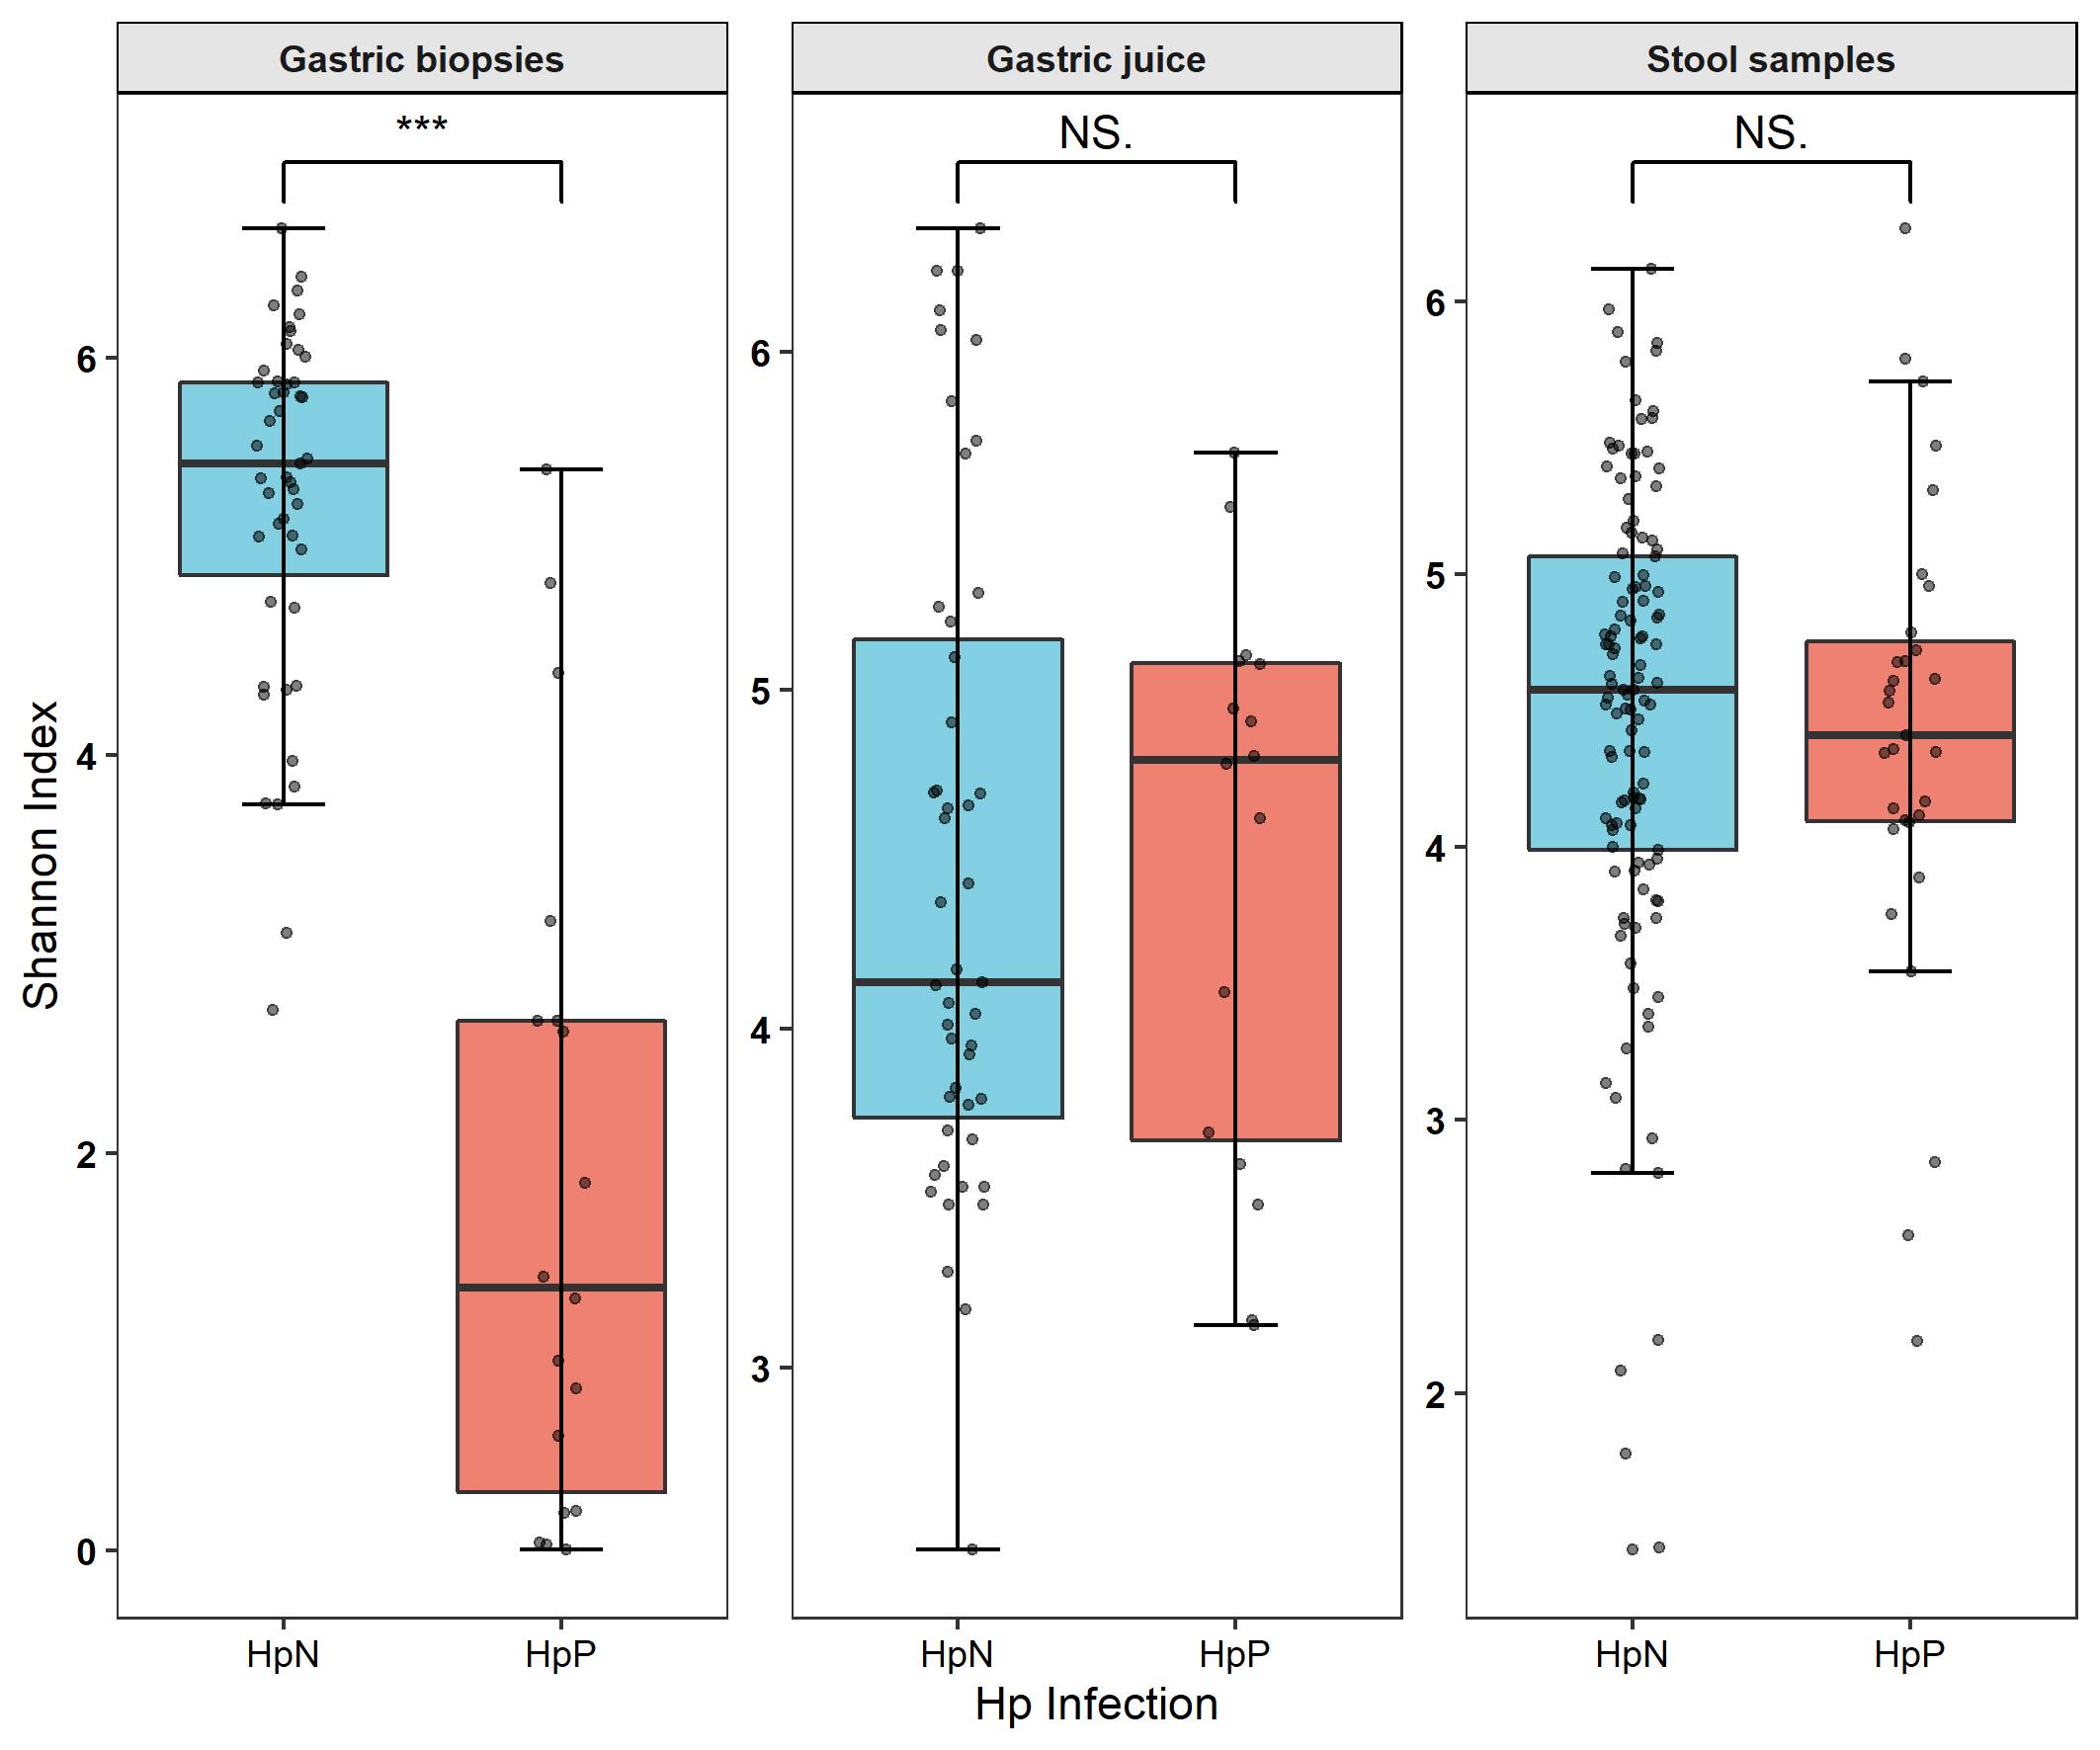 Gastric biopsies
Gastric juice
Stool samples
***
NS.
NS.
Shannon Index
6
4
2
0
6
5
4
3
6
5
4
3
2
HpN
HpP
HpN
HpP
HpN
HpP
Hp Infection